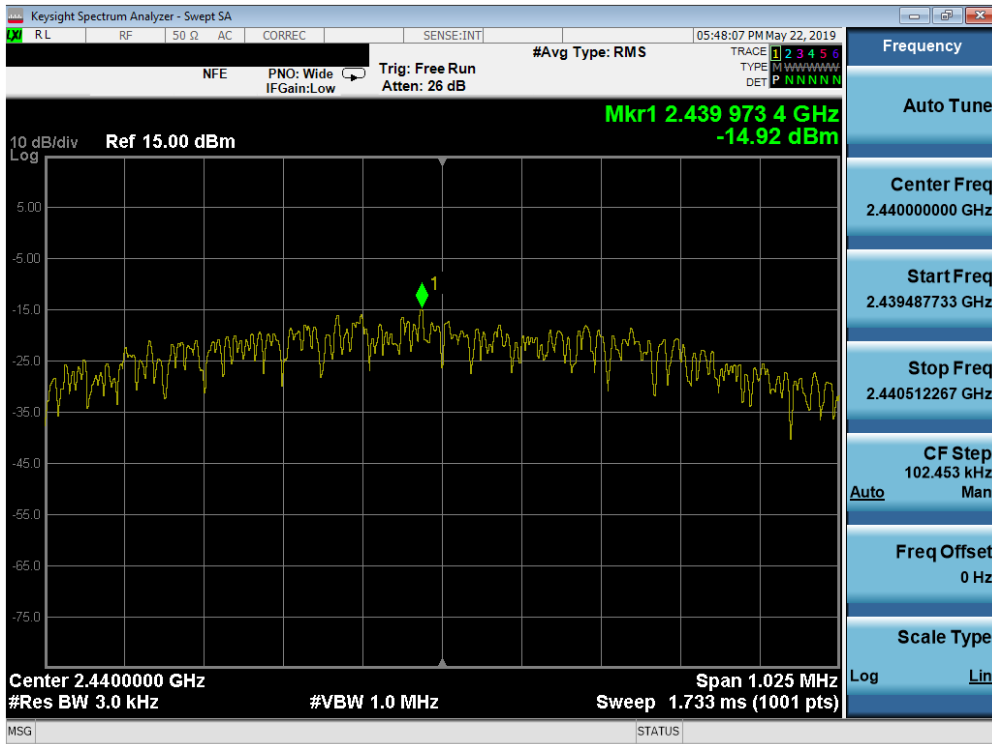 Keysight Spectrum Analyzer - Swept SA
LXI RL RF 50 Ω AC CORREC SENSE:INT 05:48:07 PM May 22, 2019
NFE PNO: Wide IFGain:Low Trig: Free Run Atten: 26 dB #Avg Type: RMS
TRACE 1 2 3 4 5 6
TYPE M W W W W W
DET P N N N N N
Mkr1 2.439 973 4 GHz
-14.92 dBm
10 dB/div Ref 15.00 dBm
Log
5.00
-5.00
1
-15.0
-25.0
-35.0
-45.0
-55.0
-65.0
-75.0
Center 2.4400000 GHz Span 1.025 MHz
#Res BW 3.0 kHz #VBW 1.0 MHz Sweep 1.733 ms (1001 pts)
MSG STATUS
Frequency
Auto Tune
Center Freq
2.440000000 GHz
Start Freq
2.439487733 GHz
Stop Freq
2.440512267 GHz
CF Step
102.453 kHz
Auto Man
Freq Offset
0 Hz
Scale Type
Log Lin